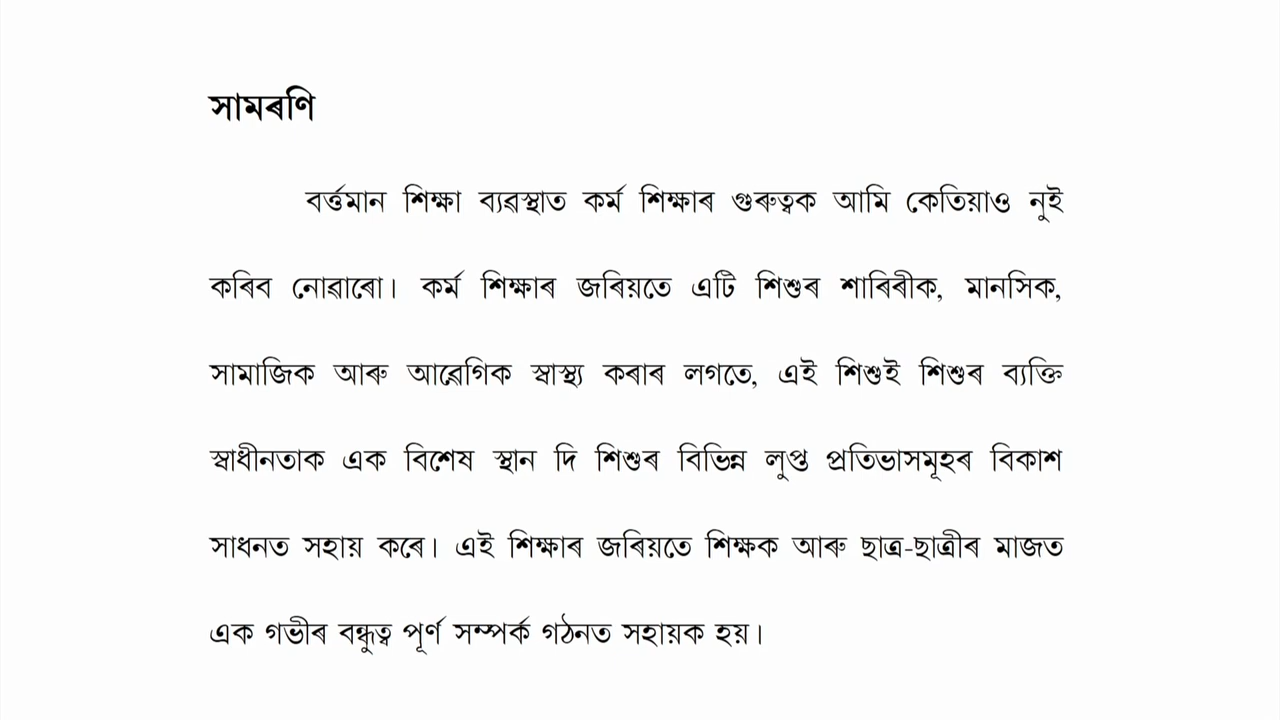 সামৰণি
বৰ্ত্তমান শিক্ষা ব্যৱস্থাত কৰ্ম শিক্ষাৰ গুৰুত্বক আমি কেতিয়াও নুই
কৰিব নোৱাৰো। কৰ্ম শিক্ষাৰ জৰিয়তে এটি শিশুৰ শাৰিৰীক, মানসিক,
সামাজিক আৰু আৱেগিক স্বাস্থ্য কৰাৰ লগতে, এই শিশুই শিশুৰ ব্যক্তি
স্বাধীনতাক এক বিশেষ স্থান দি শিশুৰ বিভিন্ন লুপ্ত প্ৰতিভাসমূহৰ বিকাশ
সাধনত সহায় কৰে। এই শিক্ষাৰ জৰিয়তে শিক্ষক আৰু ছাত্ৰ-ছাত্ৰীৰ মাজত
এক গভীৰ বন্ধুত্ব পূৰ্ণ সম্পৰ্ক গঠনত সহায়ক হয়।